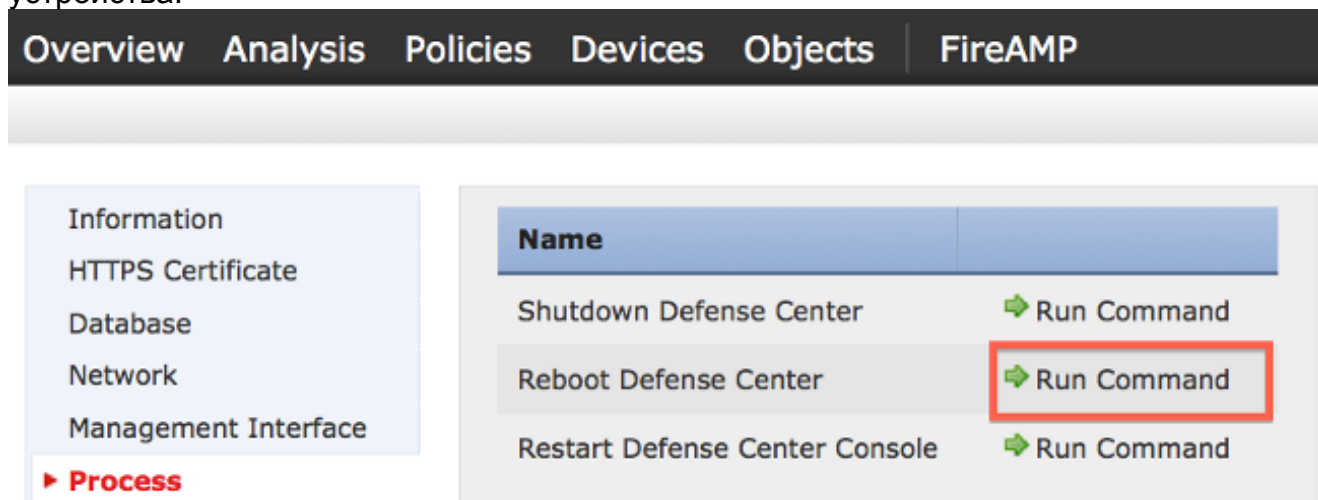 устройства.
Overview Analysis Policies Devices Objects FireAMP
Information
HTTPS Certificate
Database
Network
Management Interface
Process
Name
Shutdown Defense Center Run Command
Reboot Defense Center Run Command
Restart Defense Center Console Run Command